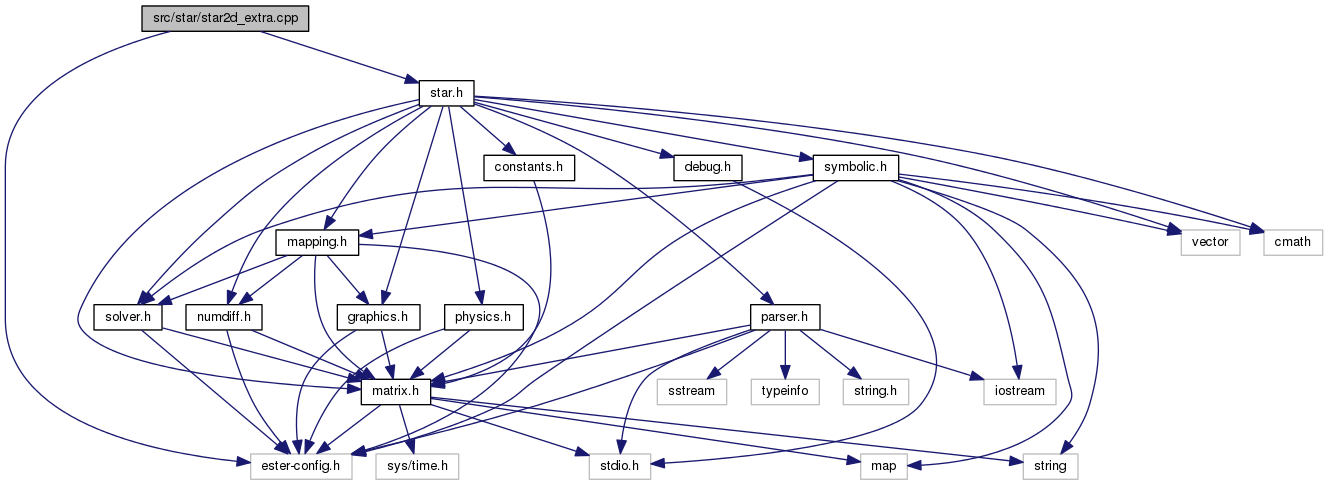 src/star/star2d_extra.cpp
star.h
constants.h
debug.h
symbolic.h
mapping.h
vector
cmath
solver.h
numdiff.h
graphics.h
physics.h
parser.h
matrix.h
sstream
typeinfo
string.h
iostream
ester-config.h
sys/time.h
stdio.h
map
string